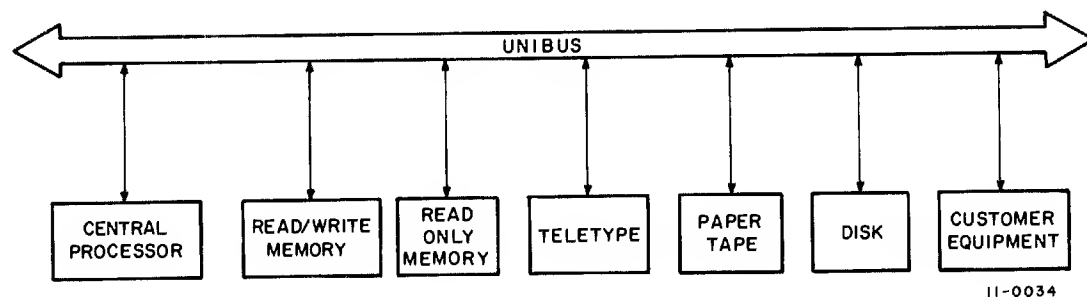 UNIBUS
CENTRAL
PROCESSOR
READ/WRITE
MEMORY
READ
ONLY
MEMORY
TELETYPE
PAPER
TAPE
DISK
CUSTOMER
EQUIPMENT
11-0034